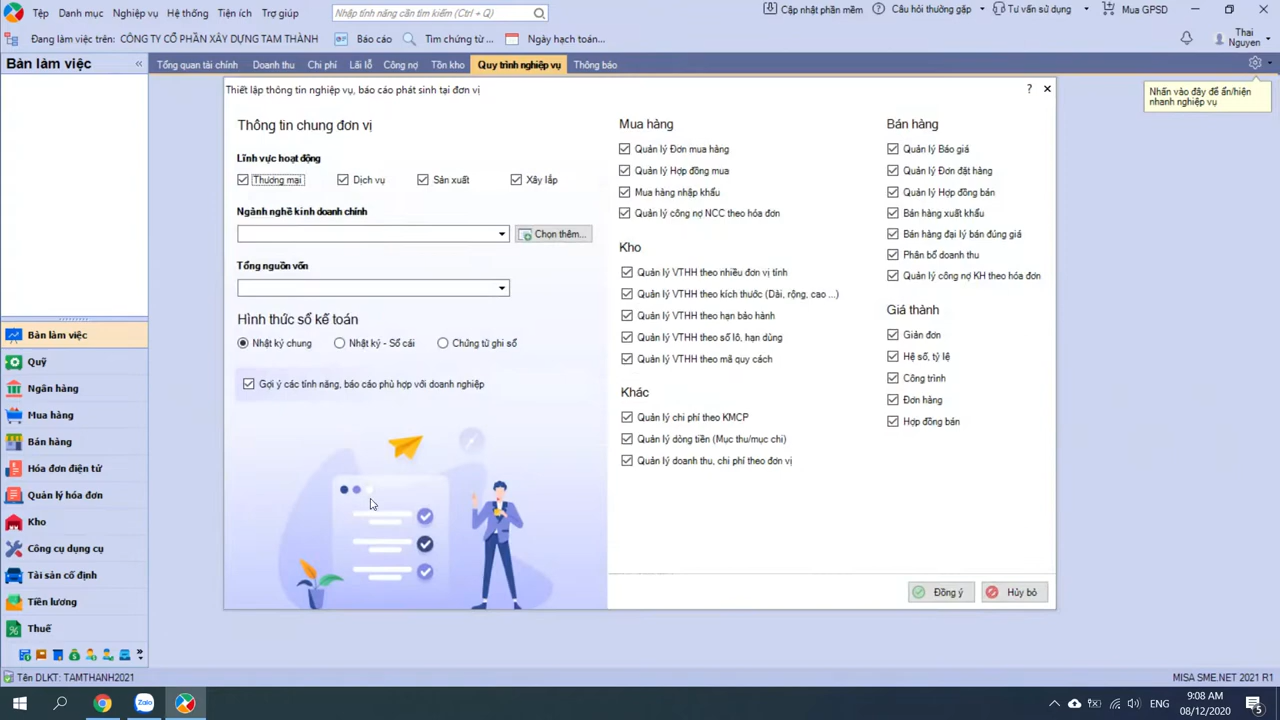 Tệp Danh mục Nghiệp vụ Hệ thống Tiện ích Trợ giúp Nhập tính năng cần tìm kiếm (Ctrl + Q) Cập nhật phần mềm Câu hỏi thường gặp Tư vấn sử dụng Mua GPSD
Đang làm việc trên: CÔNG TY CỔ PHẦN XÂY DỰNG TAM THÀNH Báo cáo Tìm chứng từ ... Ngày hạch toán... Thai Nguyen
Bàn làm việc « Tổng quan tài chính Doanh thu Chi phí Lãi lỗ Công nợ Tồn kho Quy trình nghiệp vụ Thông báo
Nhấn vào đây để ẩn/hiện
nhanh nghiệp vụ
Thiết lập thông tin nghiệp vụ, báo cáo phát sinh tại đơn vị ?
Thông tin chung đơn vị
Lĩnh vực hoạt động
Thương mại Dịch vụ Sản xuất Xây lắp
Ngành nghề kinh doanh chính
Chọn thêm...
Tổng nguồn vốn
Hình thức sổ kế toán
Nhật ký chung Nhật ký - Sổ cái Chứng từ ghi sổ
Gợi ý các tính năng, báo cáo phù hợp với doanh nghiệp
Mua hàng
Quản lý Đơn mua hàng
Quản lý Hợp đồng mua
Mua hàng nhập khẩu
Quản lý công nợ NCC theo hóa đơn
Kho
Quản lý VTHH theo nhiều đơn vị tính
Quản lý VTHH theo kích thước (Dài, rộng, cao ...)
Quản lý VTHH theo hạn bảo hành
Quản lý VTHH theo số lô, hạn dùng
Quản lý VTHH theo mã quy cách
Khác
Quản lý chi phí theo KMCP
Quản lý dòng tiền (Mục thu/mục chi)
Quản lý doanh thu, chi phí theo đơn vị
Bán hàng
Quản lý Báo giá
Quản lý Đơn đặt hàng
Quản lý Hợp đồng bán
Bán hàng xuất khẩu
Bán hàng đại lý bán đúng giá
Phân bổ doanh thu
Quản lý công nợ KH theo hóa đơn
Giá thành
Giản đơn
Hệ số, tỷ lệ
Công trình
Đơn hàng
Hợp đồng bán
Đồng ý Hủy bỏ
Bàn làm việc
Quỹ
Ngân hàng
Mua hàng
Bán hàng
Hóa đơn điện tử
Quản lý hóa đơn
Kho
Công cụ dụng cụ
Tài sản cố định
Tiền lương
Thuế
Tên DLKT: TAMTHANH2021 MISA SME.NET 2021 R1
Zalo ENG 9:08 AM
08/12/2020 5